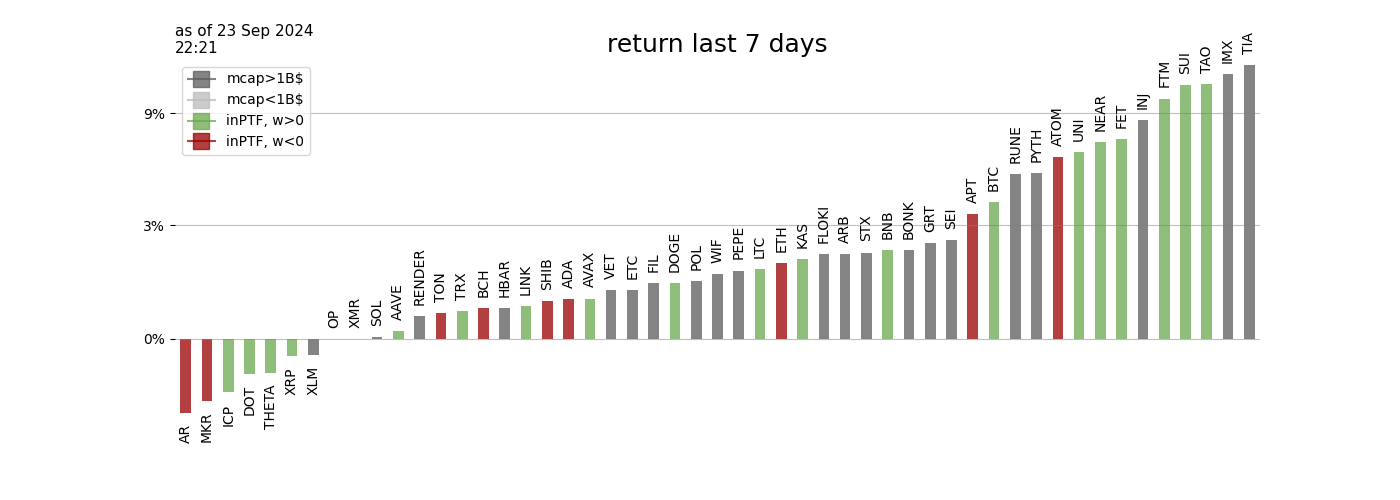 as of 23 Sep 2024
22:21
return last 7 days
mcap>1B$
mcap<1B$
inPTF, w>0
inPTF, w<0
9%
3%
0%
AR
MKR
ICP
DOT
THETA
XRP
XLM
OP
XMR
SOL
AAVE
RENDER
TON
TRX
BCH
HBAR
LINK
SHIB
ADA
AVAX
VET
ETC
FIL
DOGE
POL
WIF
PEPE
LTC
ETH
KAS
FLOKI
ARB
STX
BNB
BONK
GRT
SEI
APT
BTC
RUNE
PYTH
ATOM
UNI
NEAR
FET
INJ
FTM
SUI
TAO
IMX
TIA